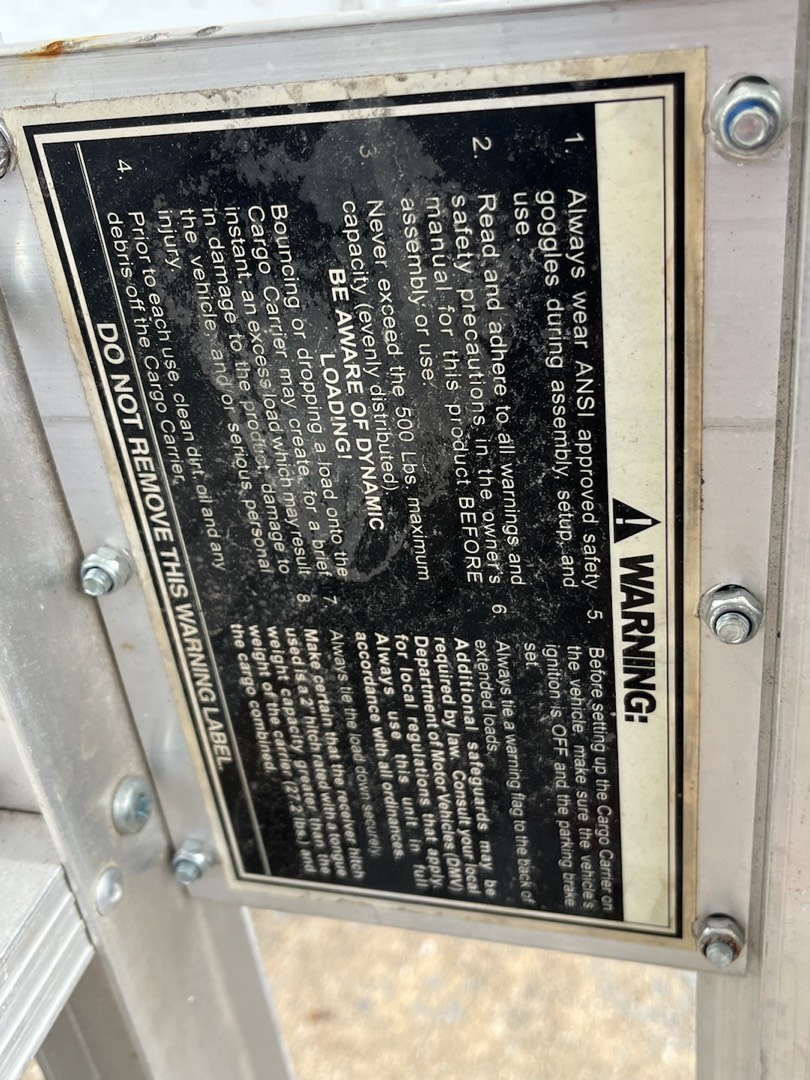 WARNING:
1. Always wear ANSI approved safety
goggles during assembly, setup, and
use.
2. Read and adhere to all warnings and
safety precautions in the owner's
manual for this product BEFORE
assembly or use.
3 Never exceed the 500 Lbs. maximum
capacity (evenly distributed)
BE AWARE OF DYNAMIC
LOADING!
Bouncing or dropping a load onto the
Cargo Carrier may create, for a brief
instant, an excess load which may result
in damage to the product, damage to
the vehicle, and/or serious personal
injury.
4. Prior to each use, clean dirt, oil and any
debris off the Cargo Carrier.
5. Before setting up the Cargo Carrier on
the vehicle, make sure the vehicle's
ignition is OFF and the parking brake
set.
6. Always tie a warning flag to the back of
extended loads.
Additional safeguards may be
required by law. Consult your local
Department of Motor Vehicles (DMV)
for local regulations that apply.
Always use this unit in full
accordance with all ordinances.
7. Always tie the load down securely.
8. Make certain that the receiver hitch
used is a 2" hitch rated with a tongue
weight capacity greater than the
weight of the carrier (27.2 lbs.) and
the cargo combined.
DO NOT REMOVE THIS WARNING LABEL